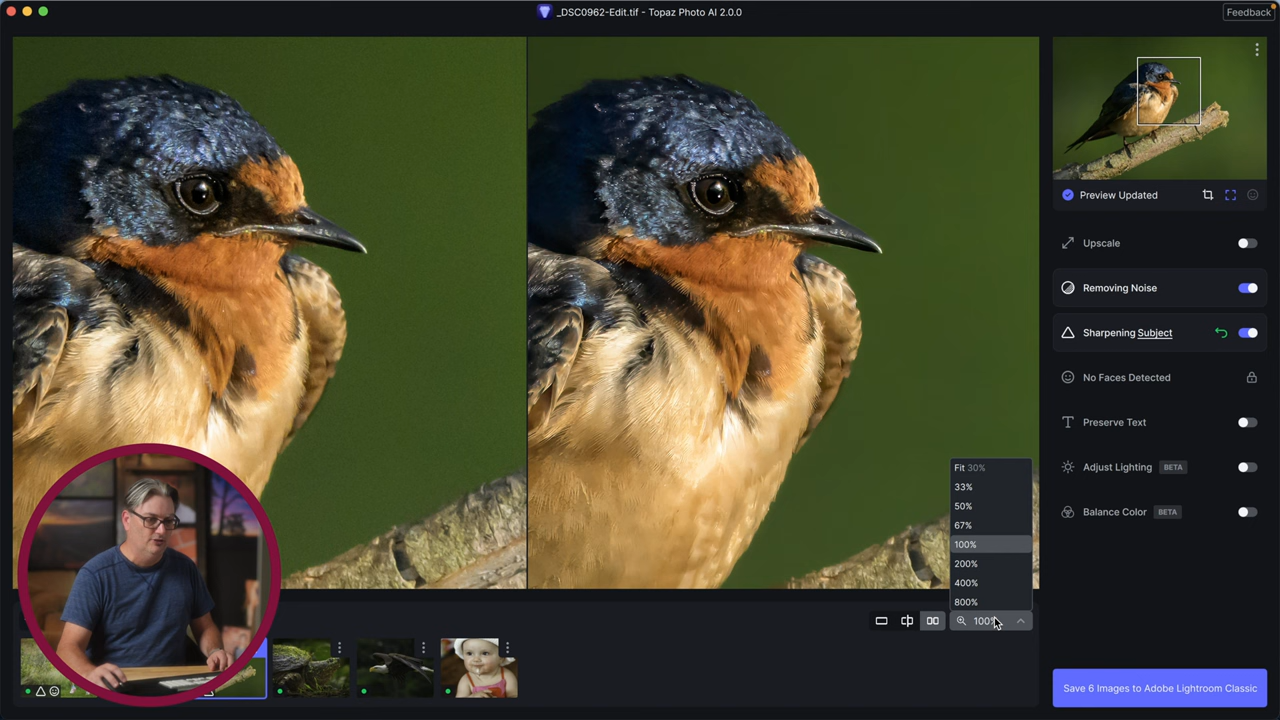 _DSC0962-Edit.tif - Topaz Photo AI 2.0.0
Feedback
Preview Updated
Upscale
Removing Noise
Sharpening Subject
No Faces Detected
Preserve Text
Adjust Lighting BETA
Balance Color BETA
Fit 30%
33%
50%
67%
100%
200%
400%
800%
100%
Save 6 Images to Adobe Lightroom Classic